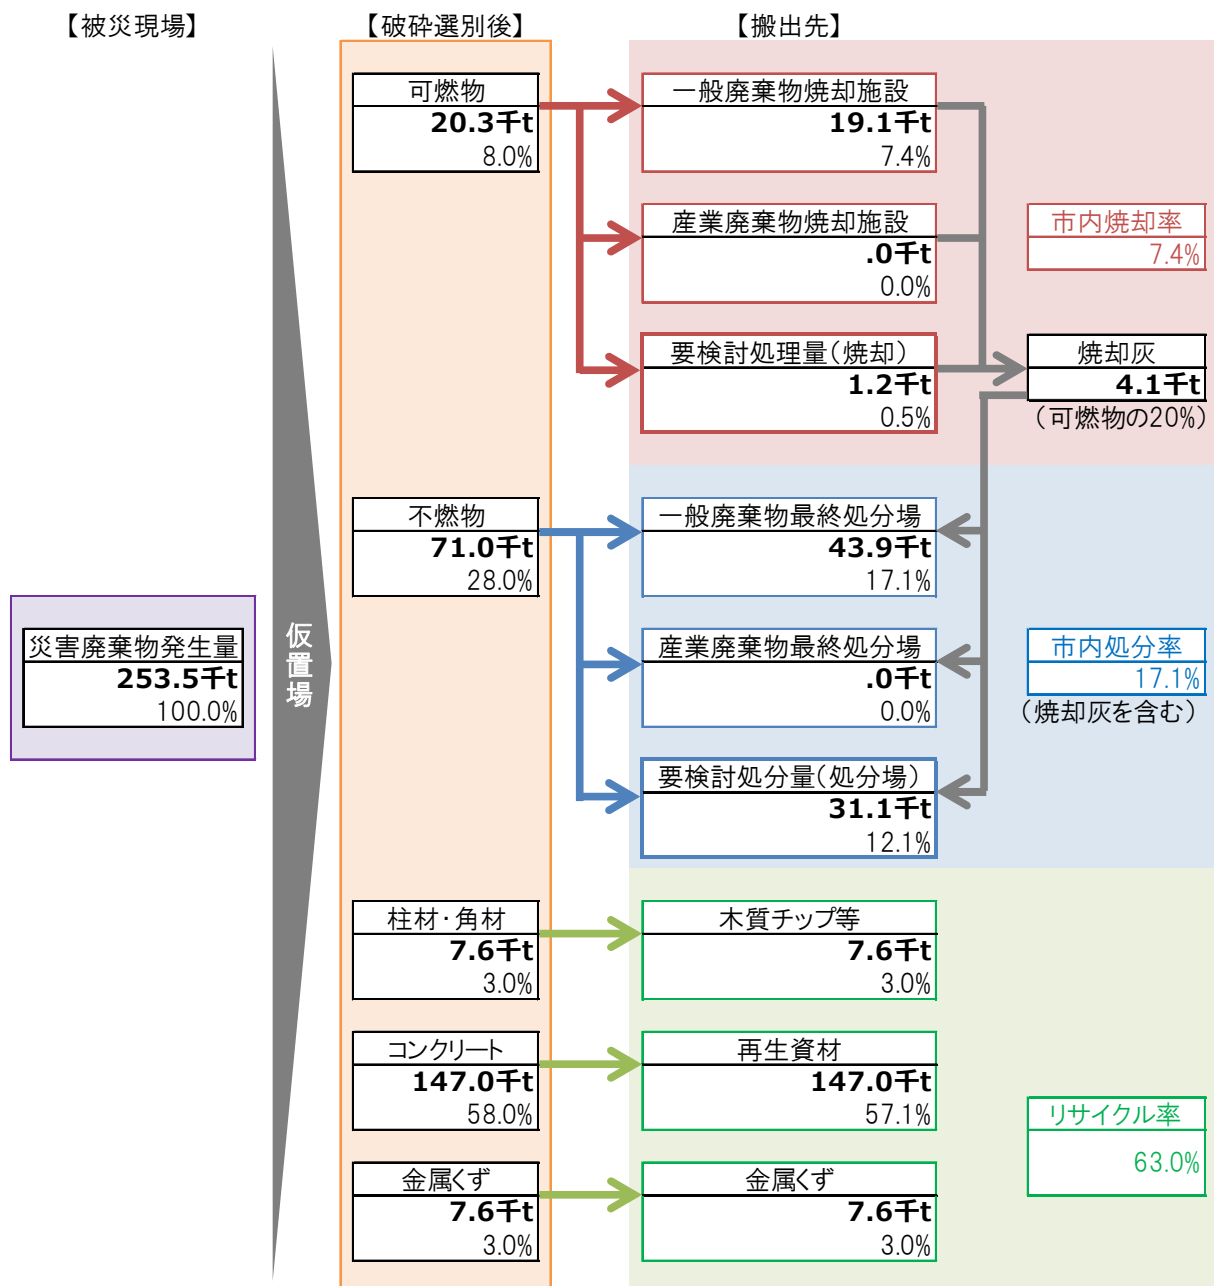 【被災現場】
【破砕選別後】
【搬出先】
災害廃棄物発生量
253.5千t
100.0%
仮置場
可燃物
20.3千t
8.0%
不燃物
71.0千t
28.0%
柱材・角材
7.6千t
3.0%
コンクリート
147.0千t
58.0%
金属くず
7.6千t
3.0%
一般廃棄物焼却施設
19.1千t
7.4%
産業廃棄物焼却施設
.0千t
0.0%
要検討処理量(焼却)
1.2千t
0.5%
一般廃棄物最終処分場
43.9千t
17.1%
産業廃棄物最終処分場
.0千t
0.0%
要検討処分量(処分場)
31.1千t
12.1%
木質チップ等
7.6千t
3.0%
再生資材
147.0千t
57.1%
金属くず
7.6千t
3.0%
市内焼却率
7.4%
焼却灰
4.1千t
(可燃物の20%)
市内処分率
17.1%
(焼却灰を含む)
リサイクル率
63.0%